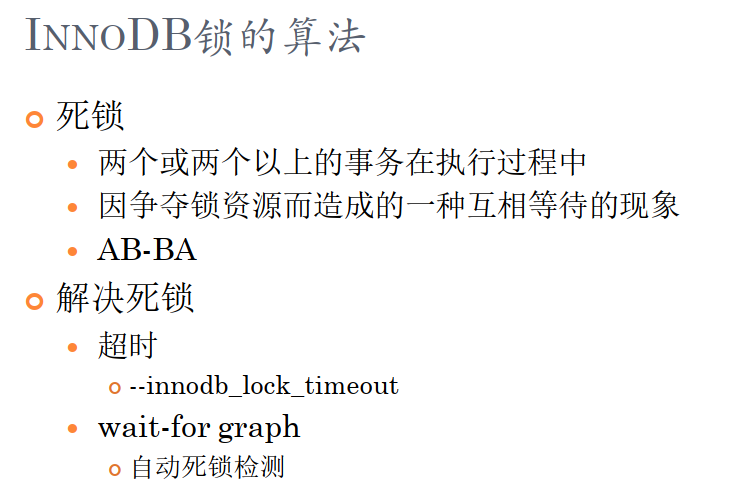 INNODB锁的算法
死锁
两个或两个以上的事务在执行过程中
因争夺锁资源而造成的一种互相等待的现象
AB-BA
解决死锁
超时
--innodb_lock_timeout
wait-for graph
自动死锁检测